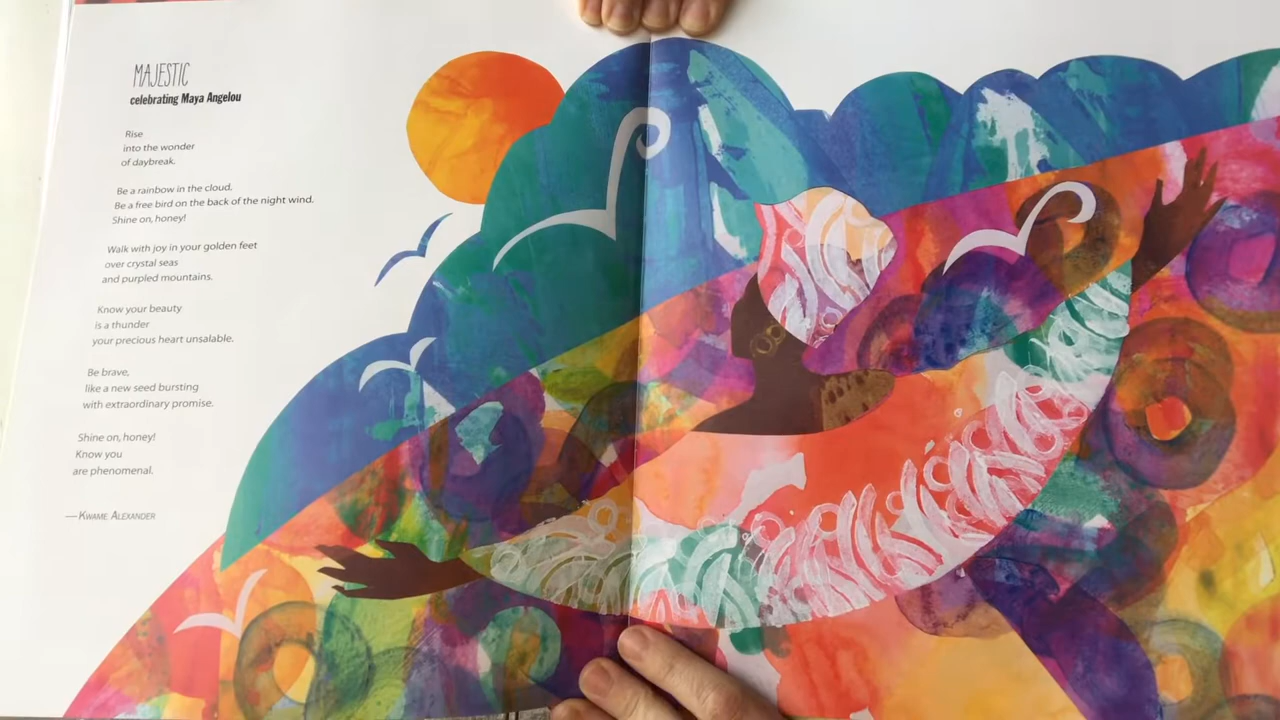 MAJESTIC
celebrating Maya Angelou
Rise
into the wonder
of daybreak.
Be a rainbow in the cloud.
Be a free bird on the back of the night wind.
Shine on, honey!
Walk with joy in your golden feet
over crystal seas
and purpled mountains.
Know your beauty
is a thunder
your precious heart unsalable.
Be brave,
like a new seed bursting
with extraordinary promise.
Shine on, honey!
Know you
are phenomenal.
— Kwame Alexander